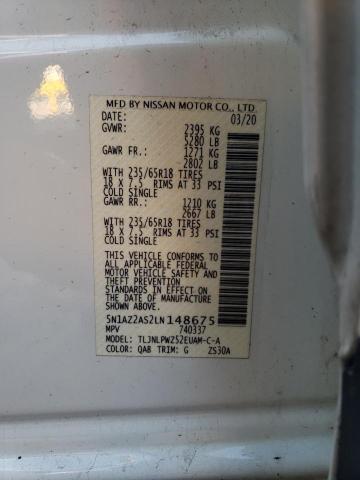 MFD BY NISSAN MOTOR CO., LTD.
DATE: 03/20
GVWR: 2395 KG
5280 LB
GAWR FR.: 1271 KG
2802 LB
WITH 235/65R18 TIRES
18 X 7.5 RIMS AT 33 PSI
COLD SINGLE
GAWR RR: 1210 KG
2667 LB
WITH 235/65R18 TIRES
18 X 7.5 RIMS AT 33 PSI
COLD SINGLE
THIS VEHICLE CONFORMS
TO ALL APPLICABLE FEDERAL
MOTOR VEHICLE SAFETY
AND THEFT PREVENTION
STANDARDS IN EFFECT
ON THE DATE OF
MANUFACTURE SHOWN ABOVE.
5N1AZ2AS2LN148675
MPV 740337
MODEL: TLJNLPWZ52EUAM-C-A
COLOR: QAB TRIM: G ZS30A